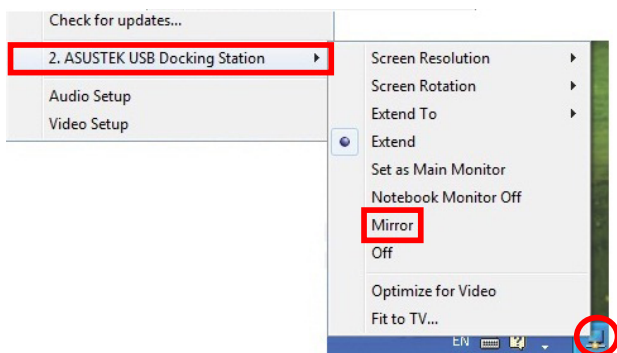 Check for updates...
2. ASUSTEK USB Docking Station
Audio Setup
Video Setup
Screen Resolution
Screen Rotation
Extend To
Extend
Set as Main Monitor
Notebook Monitor Off
Mirror
Off
Optimize for Video
Fit to TV...
EN